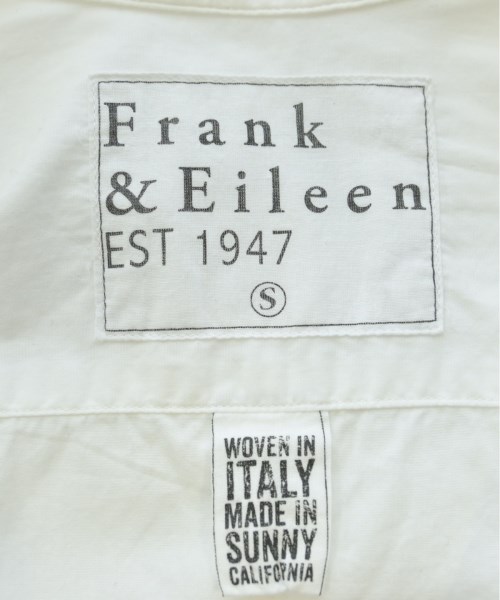 Frank
& Eileen
EST 1947
S
WOVEN IN
ITALY
MADE IN
SUNNY
CALIFORNIA